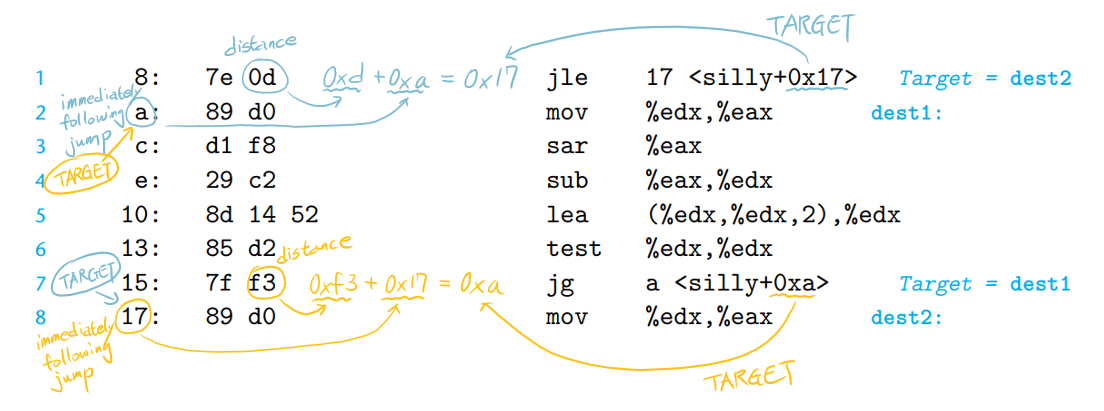 TARGET
distance
1 8: 7e 0d 0xd + 0xa = 0x17 jle 17 <silly+0x17> Target = dest2
immediately
following
jump
2 a: 89 d0 mov %edx,%eax dest1:
3 c: d1 f8 sar %eax
TARGET
4 e: 29 c2 sub %eax,%edx
5 10: 8d 14 52 lea (%edx,%edx,2),%edx
6 13: 85 d2 test %edx,%edx
distance
TARGET
7 15: 7f f3 0xf3 + 0x17 = 0xa jg a <silly+0xa> Target = dest1
8 17: 89 d0 mov %edx,%eax dest2:
immediately
following
jump
TARGET